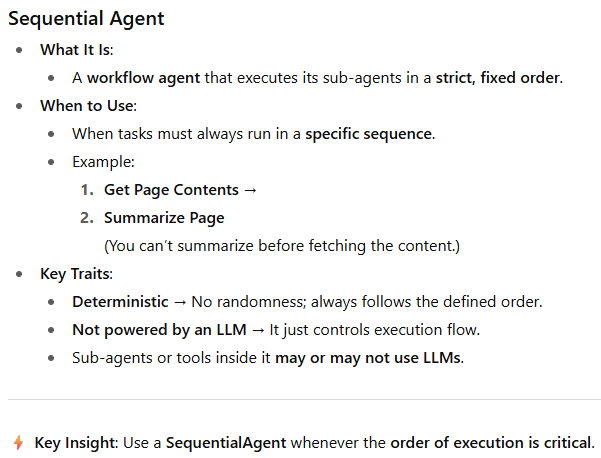 Sequential Agent
• What It Is:
• A workflow agent that executes its sub-agents in a strict, fixed order.
• When to Use:
• When tasks must always run in a specific sequence.
• Example:
1. Get Page Contents →
2. Summarize Page
(You can't summarize before fetching the content.)
• Key Traits:
• Deterministic → No randomness; always follows the defined order.
• Not powered by an LLM → It just controls execution flow.
• Sub-agents or tools inside it may or may not use LLMs.
⚡ Key Insight: Use a SequentialAgent whenever the order of execution is critical.